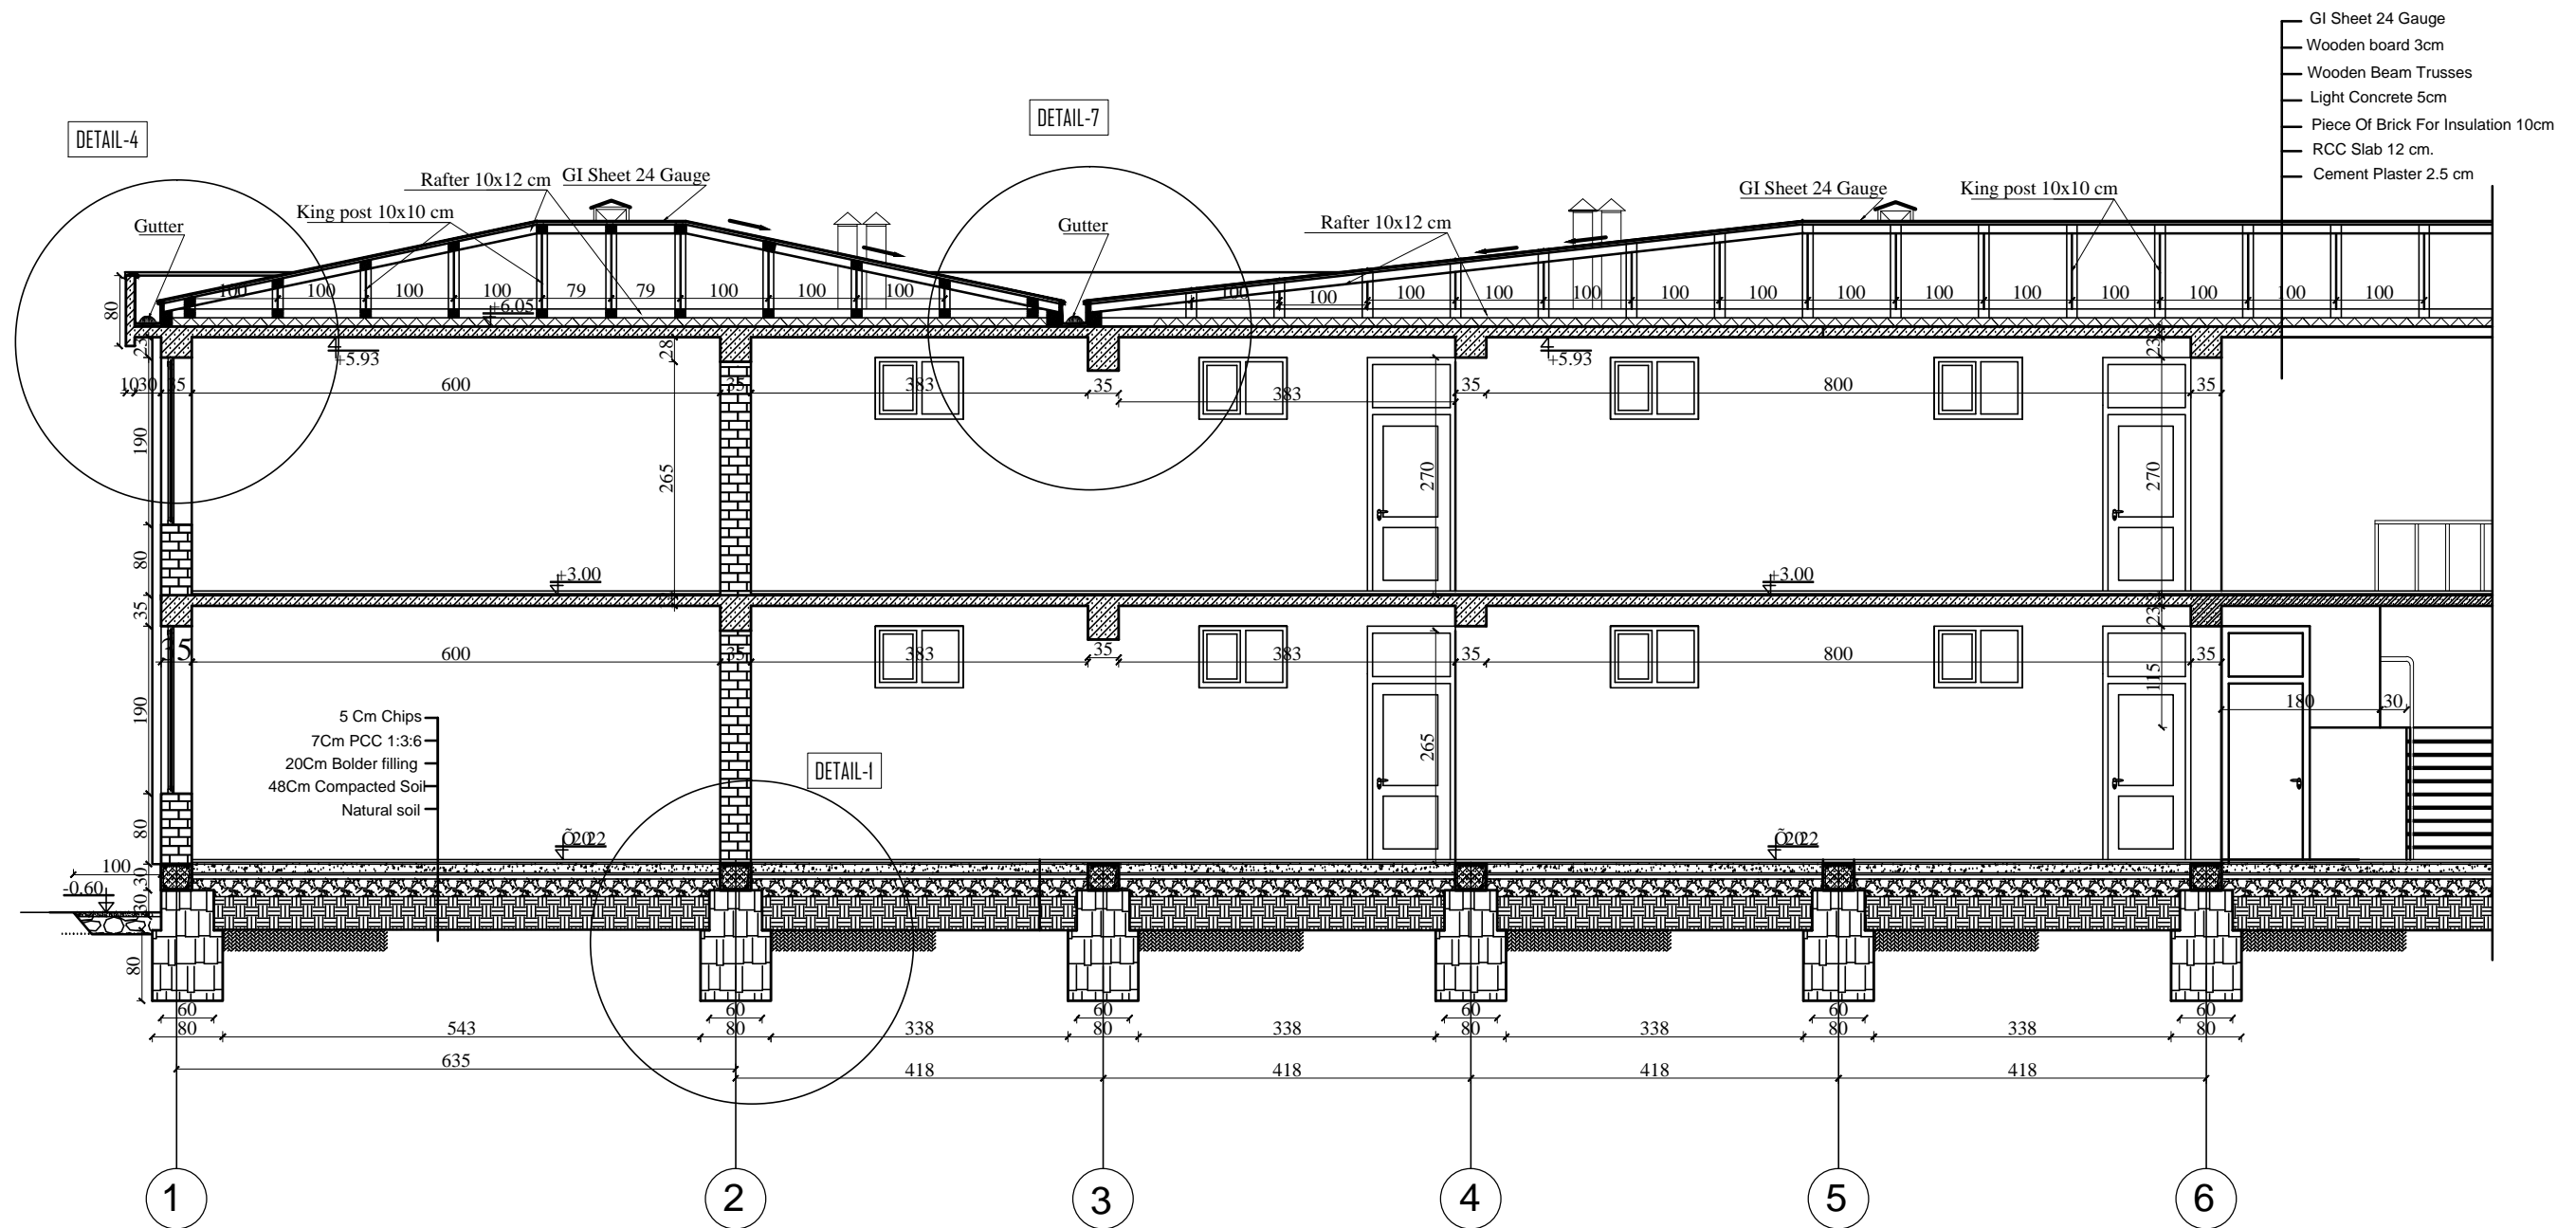 GI Sheet 24 Gauge
Wooden board 3cm
Wooden Beam Trusses
Light Concrete 5cm
Piece Of Brick For Insulation 10cm
RCC Slab 12 cm.
Cement Plaster 2.5 cm
DETAIL-4
DETAIL-7
Rafter 10x12 cm
GI Sheet 24 Gauge
King post 10x10 cm
Gutter
Gutter
Rafter 10x12 cm
GI Sheet 24 Gauge
King post 10x10 cm
80
100 100 100 100 79 79 100 100 100
100 100 100 100 100 100 100 100 100 100 100 100 100
+6.05
+5.93
+5.93
23
28
23
1030 35 600 35 383 35 383 35 800 35
190
265
270
270
80
+3.00
+3.00
35
23
35 600 35 383 35 383 35 800 35
190
115
180 30
265
5 Cm Chips
7Cm PCC 1:3:6
20Cm Bolder filling
48Cm Compacted Soil
Natural soil
DETAIL-1
80
100
-0.60
30
30
80
60 60 60 60 60 60
80 543 80 338 80 338 80 338 80 338 80
635 418 418 418 418
1 2 3 4 5 6